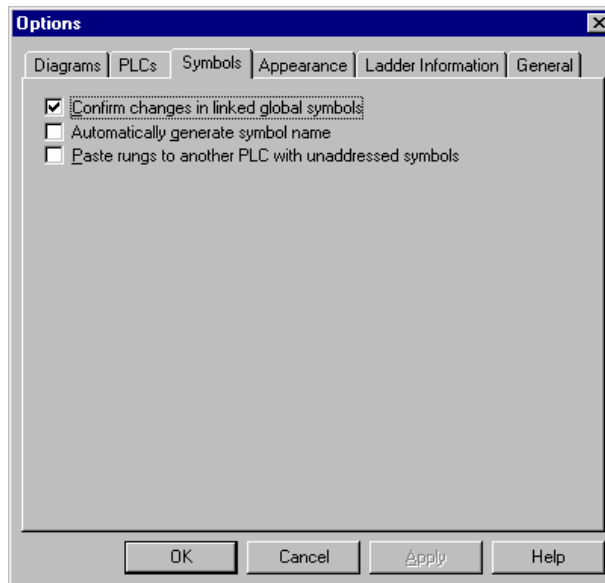 Options
Diagrams PLCs Symbols Appearance Ladder Information General
Confirm changes in linked global symbols
Automatically generate symbol name
Paste rungs to another PLC with unaddressed symbols
OK Cancel Apply Help